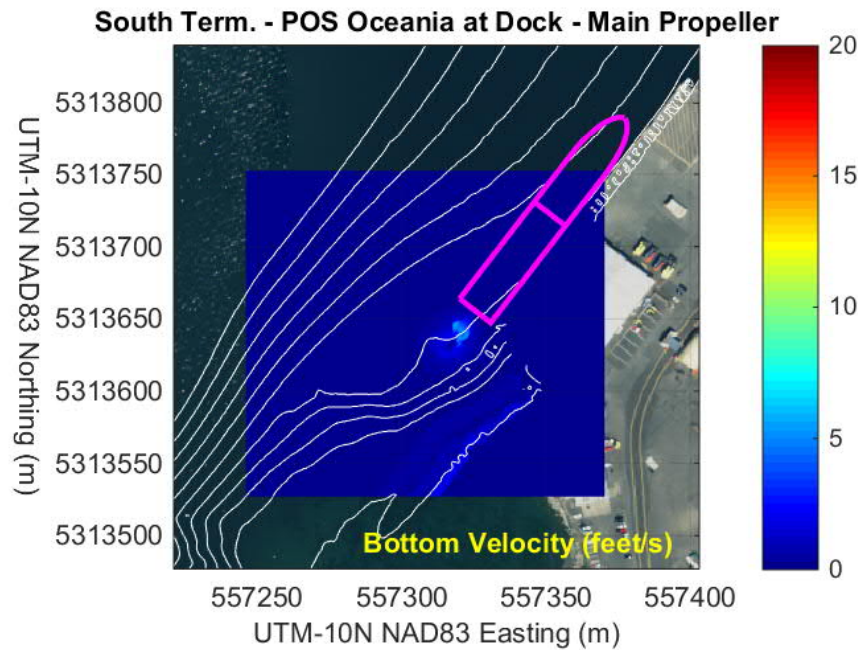 South Term. - POS Oceania at Dock - Main Propeller
UTM-10N NAD83 Northing (m)
5313800
5313750
5313700
5313650
5313600
5313550
5313500
Bottom Velocity (feet/s)
557250 557300 557350 557400
UTM-10N NAD83 Easting (m)
20
15
10
5
0